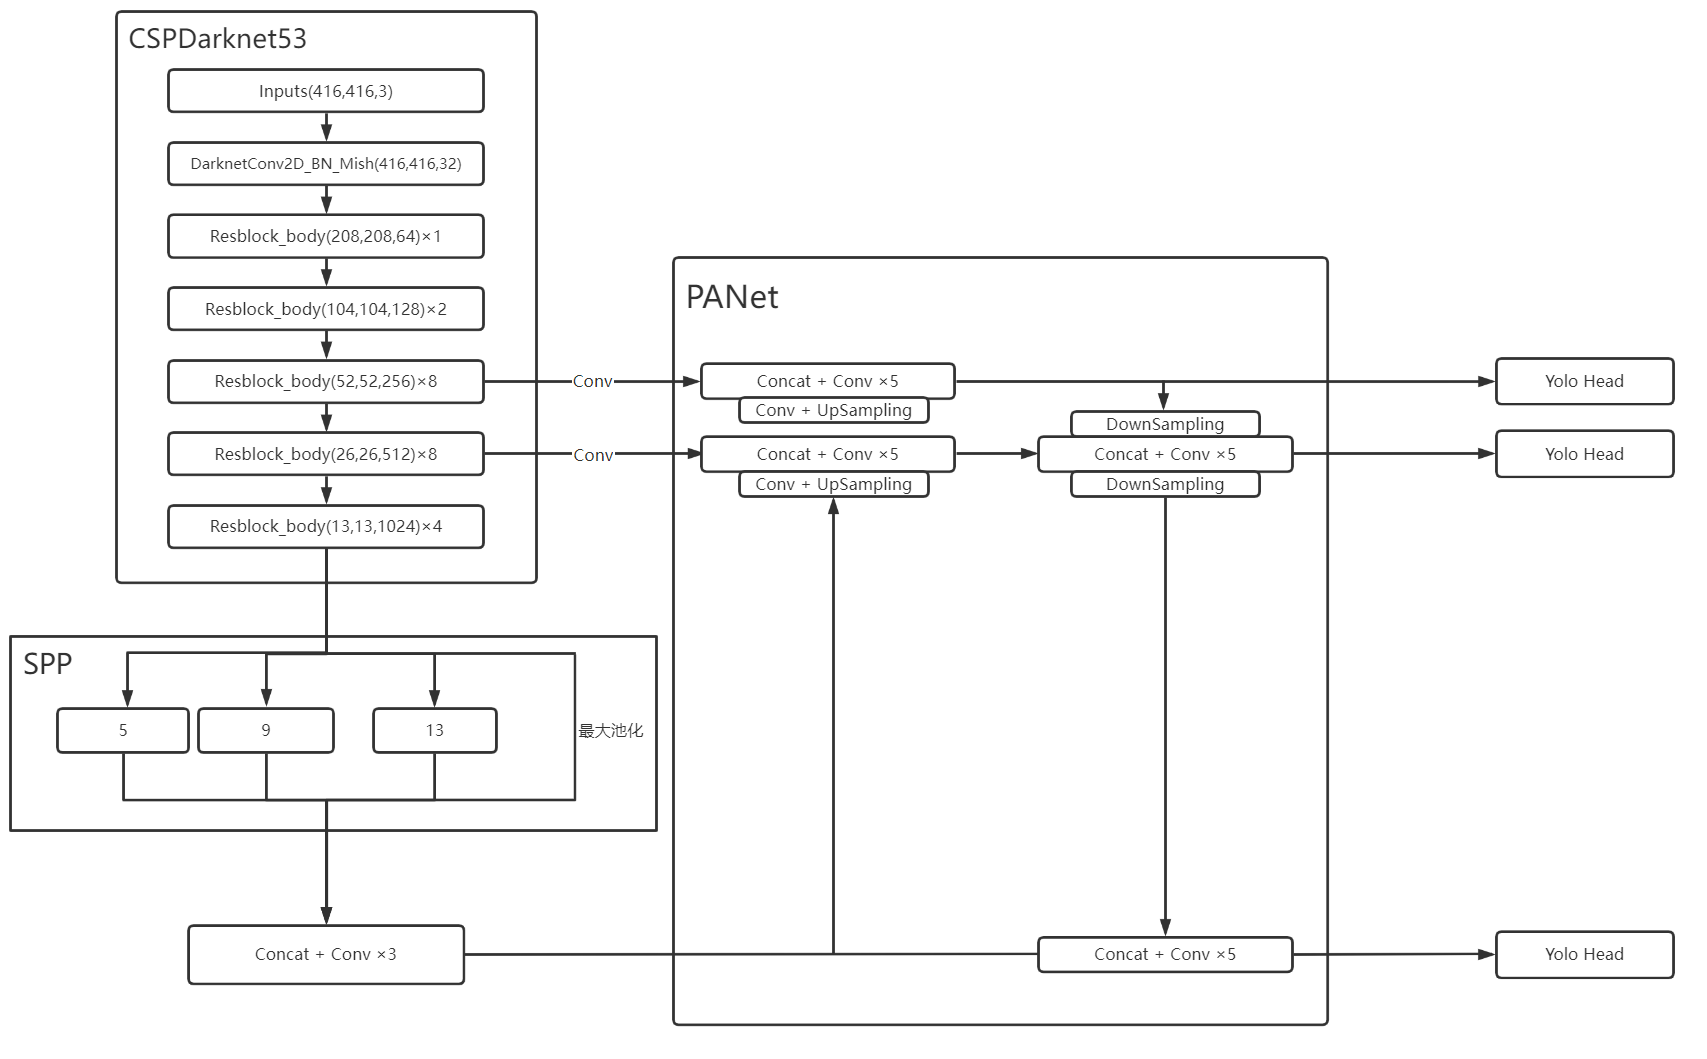 CSPDarknet53
Inputs(416,416,3)
DarknetConv2D_BN_Mish(416,416,32)
Resblock_body(208,208,64)×1
Resblock_body(104,104,128)×2
Resblock_body(52,52,256)×8
Resblock_body(26,26,512)×8
Resblock_body(13,13,1024)×4
Conv
Conv
PANet
Concat + Conv ×5
Conv + UpSampling
Concat + Conv ×5
Conv + UpSampling
DownSampling
Concat + Conv ×5
DownSampling
Concat + Conv ×5
Yolo Head
Yolo Head
Yolo Head
SPP
5
9
13
最大池化
Concat + Conv ×3